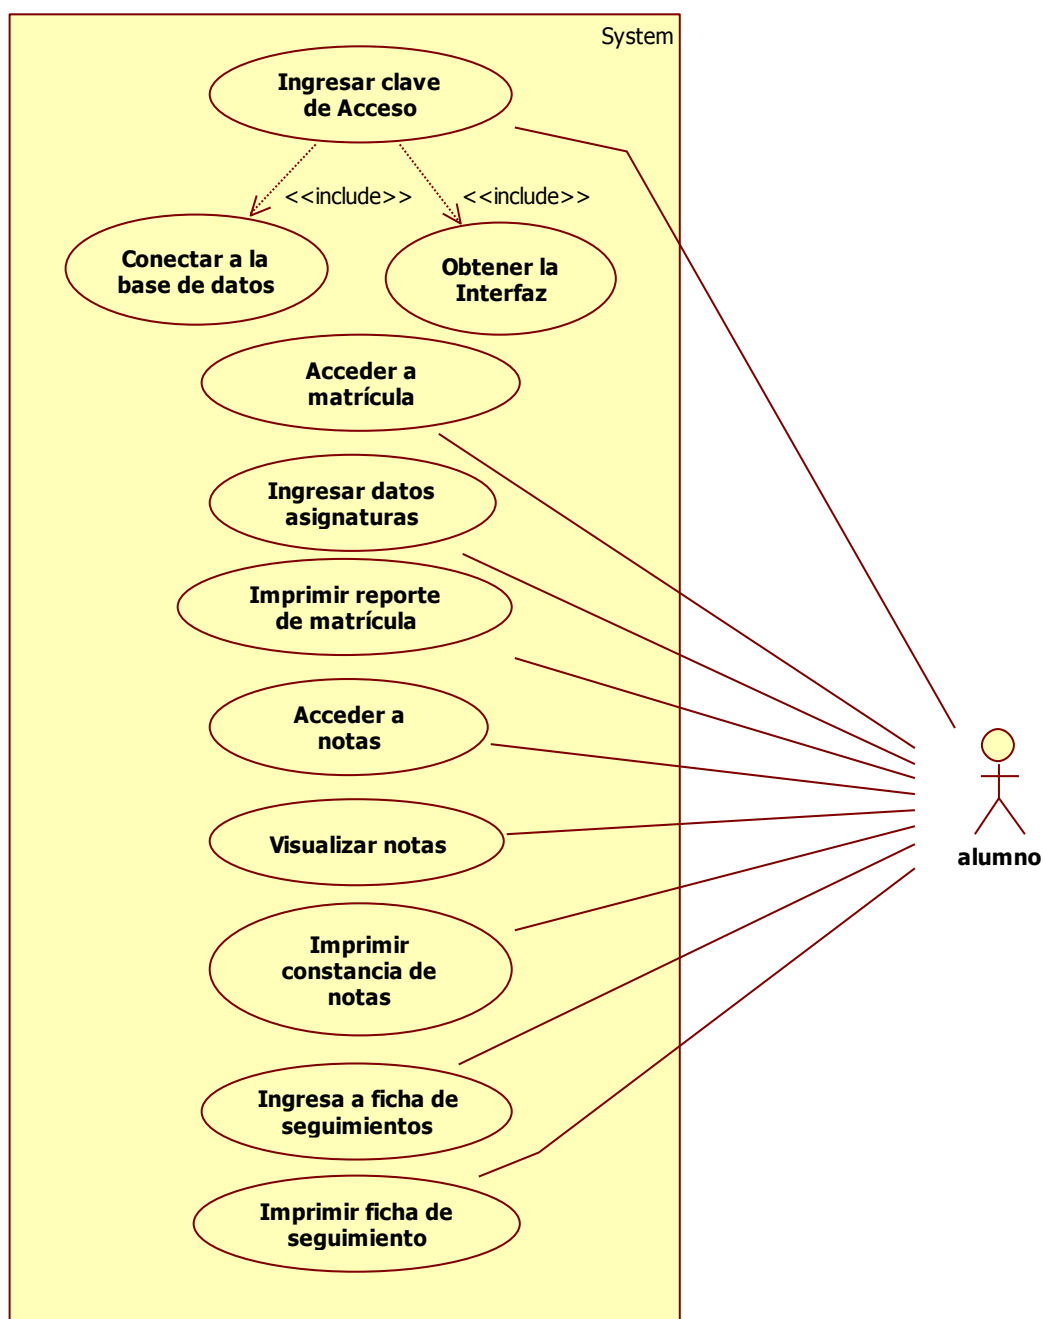 System
Ingresar clave
de Acceso
<<include>>
<<include>>
Conectar a la
base de datos
Obtener la
Interfaz
Acceder a
matrícula
Ingresar datos
asignaturas
Imprimir reporte
de matrícula
Acceder a
notas
Visualizar notas
alumno
Imprimir
constancia de
notas
Ingresa a ficha de
seguimientos
Imprimir ficha de
seguimiento